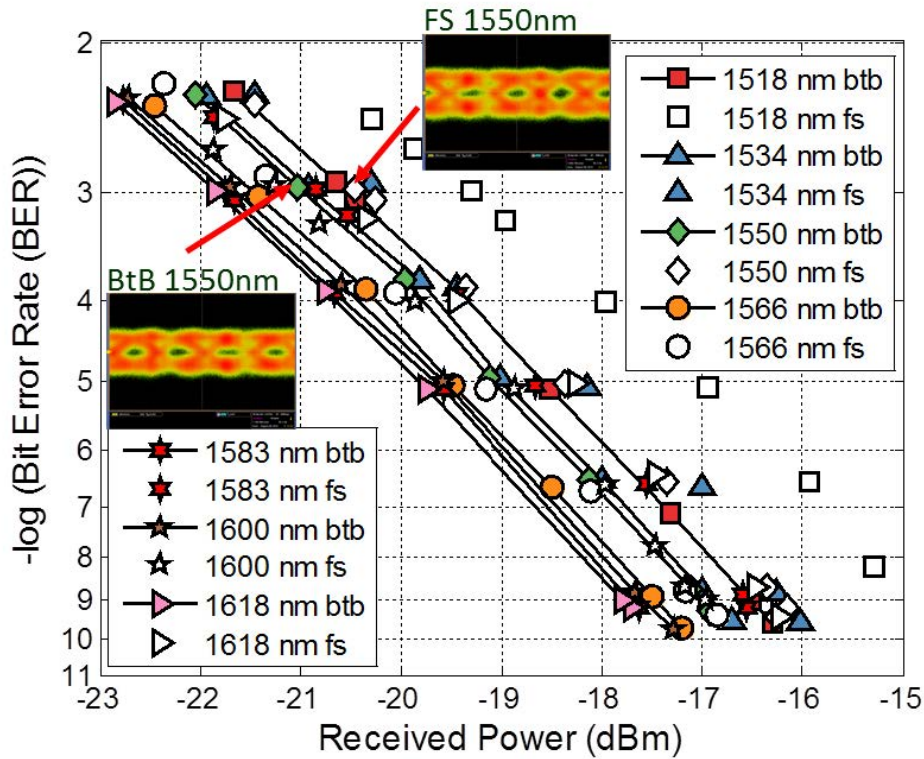 FS 1550nm
2
3
4
5
6
7
8
9
10
11
-log (Bit Error Rate (BER))
1518 nm btb
1518 nm fs
1534 nm btb
1534 nm fs
1550 nm btb
1550 nm fs
1566 nm btb
1566 nm fs
BtB 1550nm
1583 nm btb
1583 nm fs
1600 nm btb
1600 nm fs
1618 nm btb
1618 nm fs
-23 -22 -21 -20 -19 -18 -17 -16 -15
Received Power (dBm)